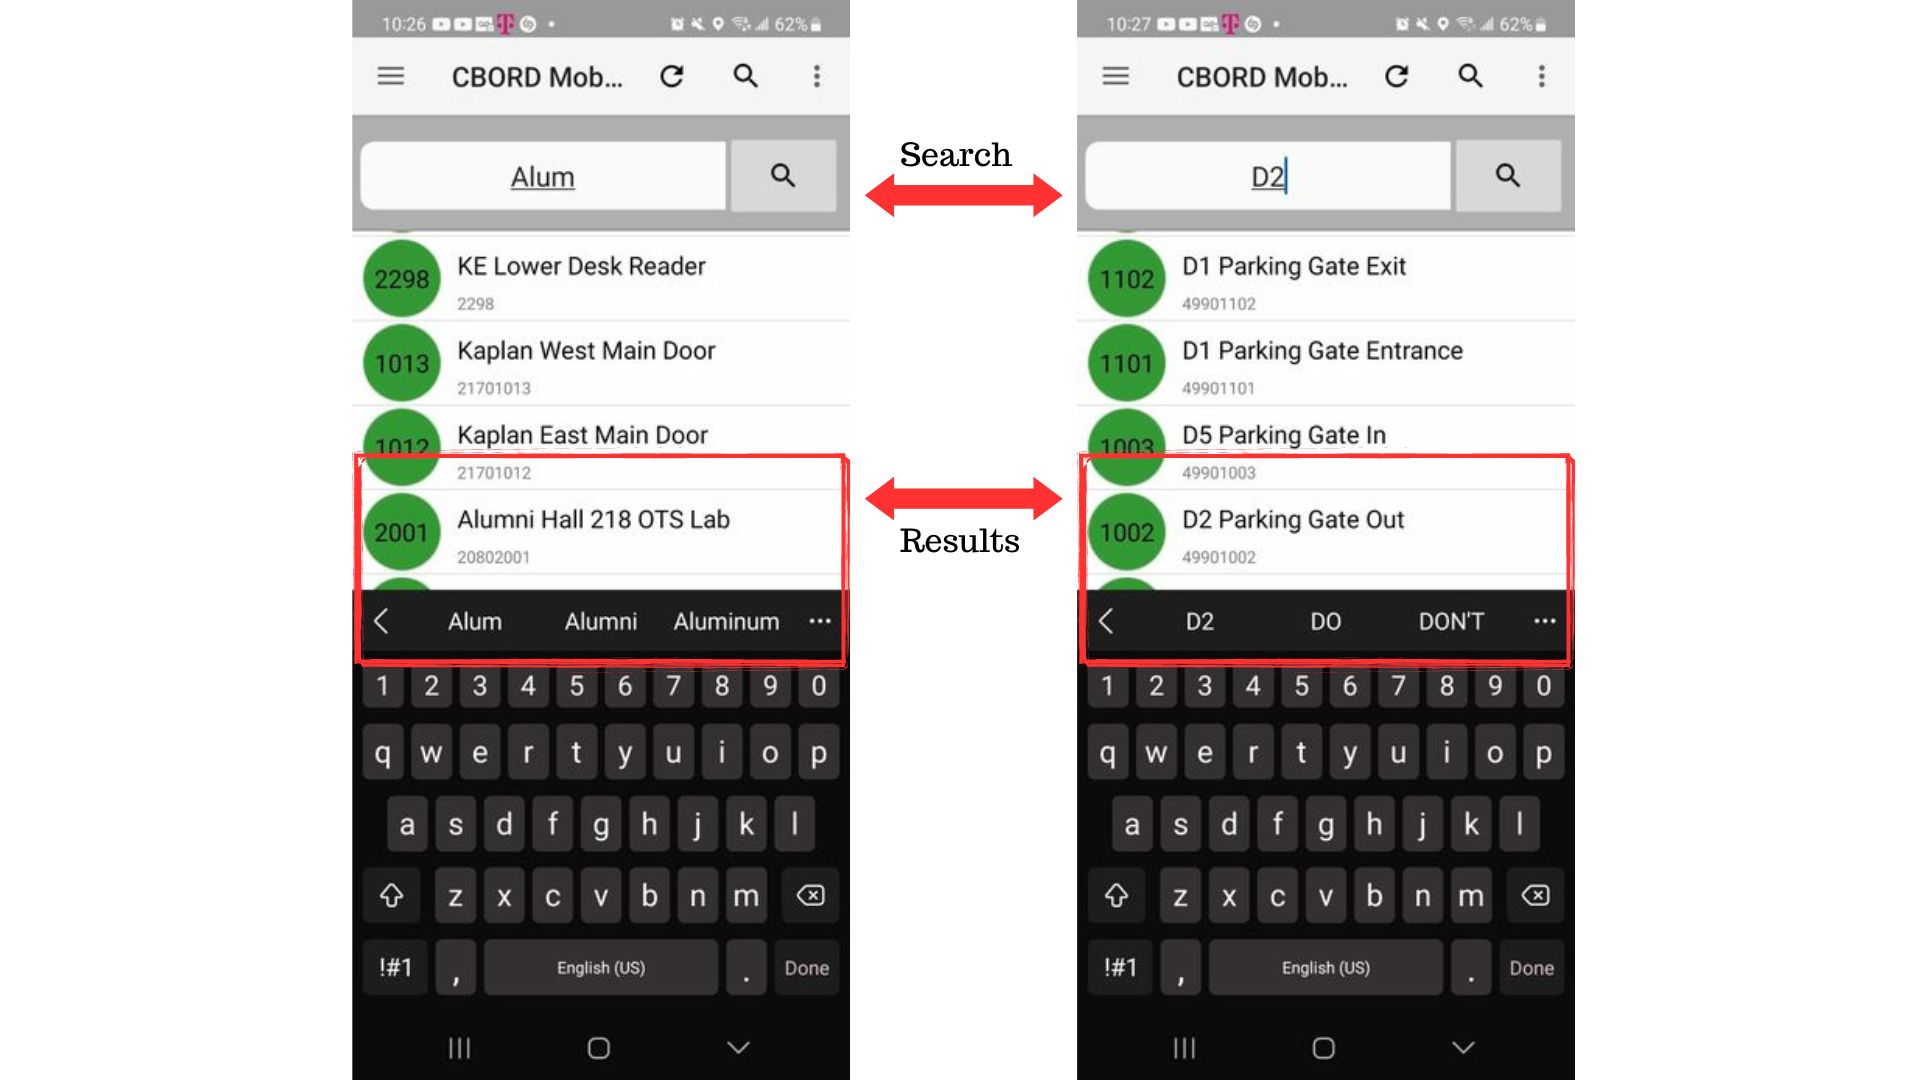 10:26
62%
CBORD Mob...
Alum
2298
KE Lower Desk Reader
2298
1013
Kaplan West Main Door
21701013
1012
Kaplan East Main Door
21701012
2001
Alumni Hall 218 OTS Lab
20802001
Alum Alumni Aluminum ...
1 2 3 4 5 6 7 8 9 0
q w e r t y u i o p
a s d f g h j k l
z x c v b n m
!#1 , English (US) . Done
Search
Results
10:27
62%
CBORD Mob...
D2
1102
D1 Parking Gate Exit
49901102
1101
D1 Parking Gate Entrance
49901101
1003
D5 Parking Gate In
49901003
1002
D2 Parking Gate Out
49901002
D2 DO DON'T ...
1 2 3 4 5 6 7 8 9 0
q w e r t y u i o p
a s d f g h j k l
z x c v b n m
!#1 , English (US) . Done